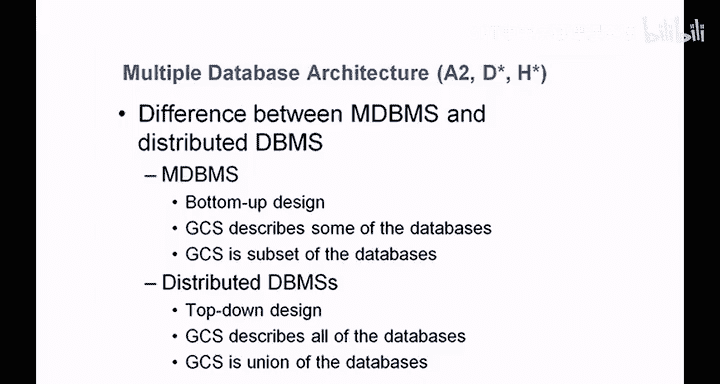 bilibili
Multiple Database Architecture (A2, D*, H*)
• Difference between MDBMS and
distributed DBMS
– MDBMS
• Bottom-up design
• GCS describes some of the databases
• GCS is subset of the databases
– Distributed DBMSs
• Top-down design
• GCS describes all of the databases
• GCS is union of the databases